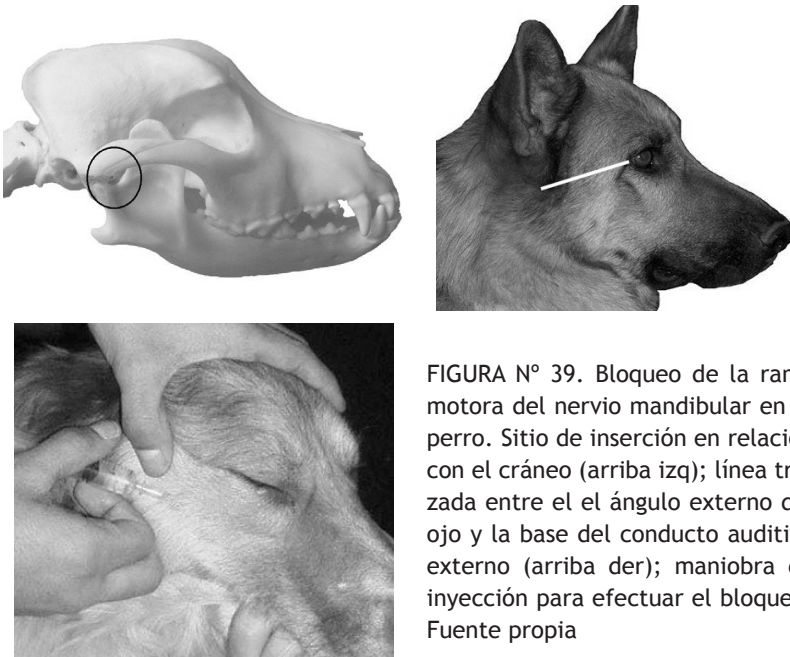 FIGURA Nº 39. Bloqueo de la ram
motora del nervio mandibular en
perro. Sitio de inserción en relació
con el cráneo (arriba izq); línea tr
zada entre el el ángulo externo d
ojo y la base del conducto auditi
externo (arriba der); maniobra d
inyección para efectuar el bloque
Fuente propia